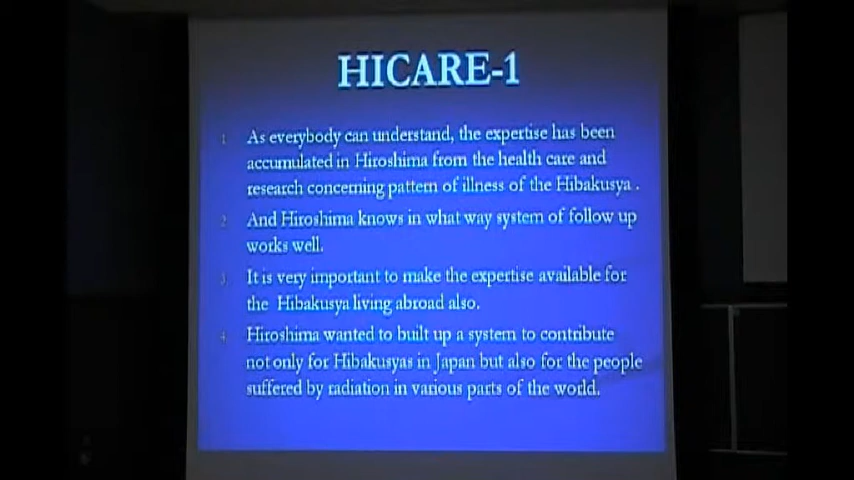 HICARE-1
1. As everybody can understand, the expertise has been
accumulated in Hiroshima from the health care and
research concerning pattern of illness of the Hibakusya .
2. And Hiroshima knows in what way system of follow up
works well.
3. It is very important to make the expertise available for
the Hibakusya living abroad also.
4. Hiroshima wanted to built up a system to contribute
not only for Hibakusyas in Japan but also for the people
suffered by radiation in various parts of the world.